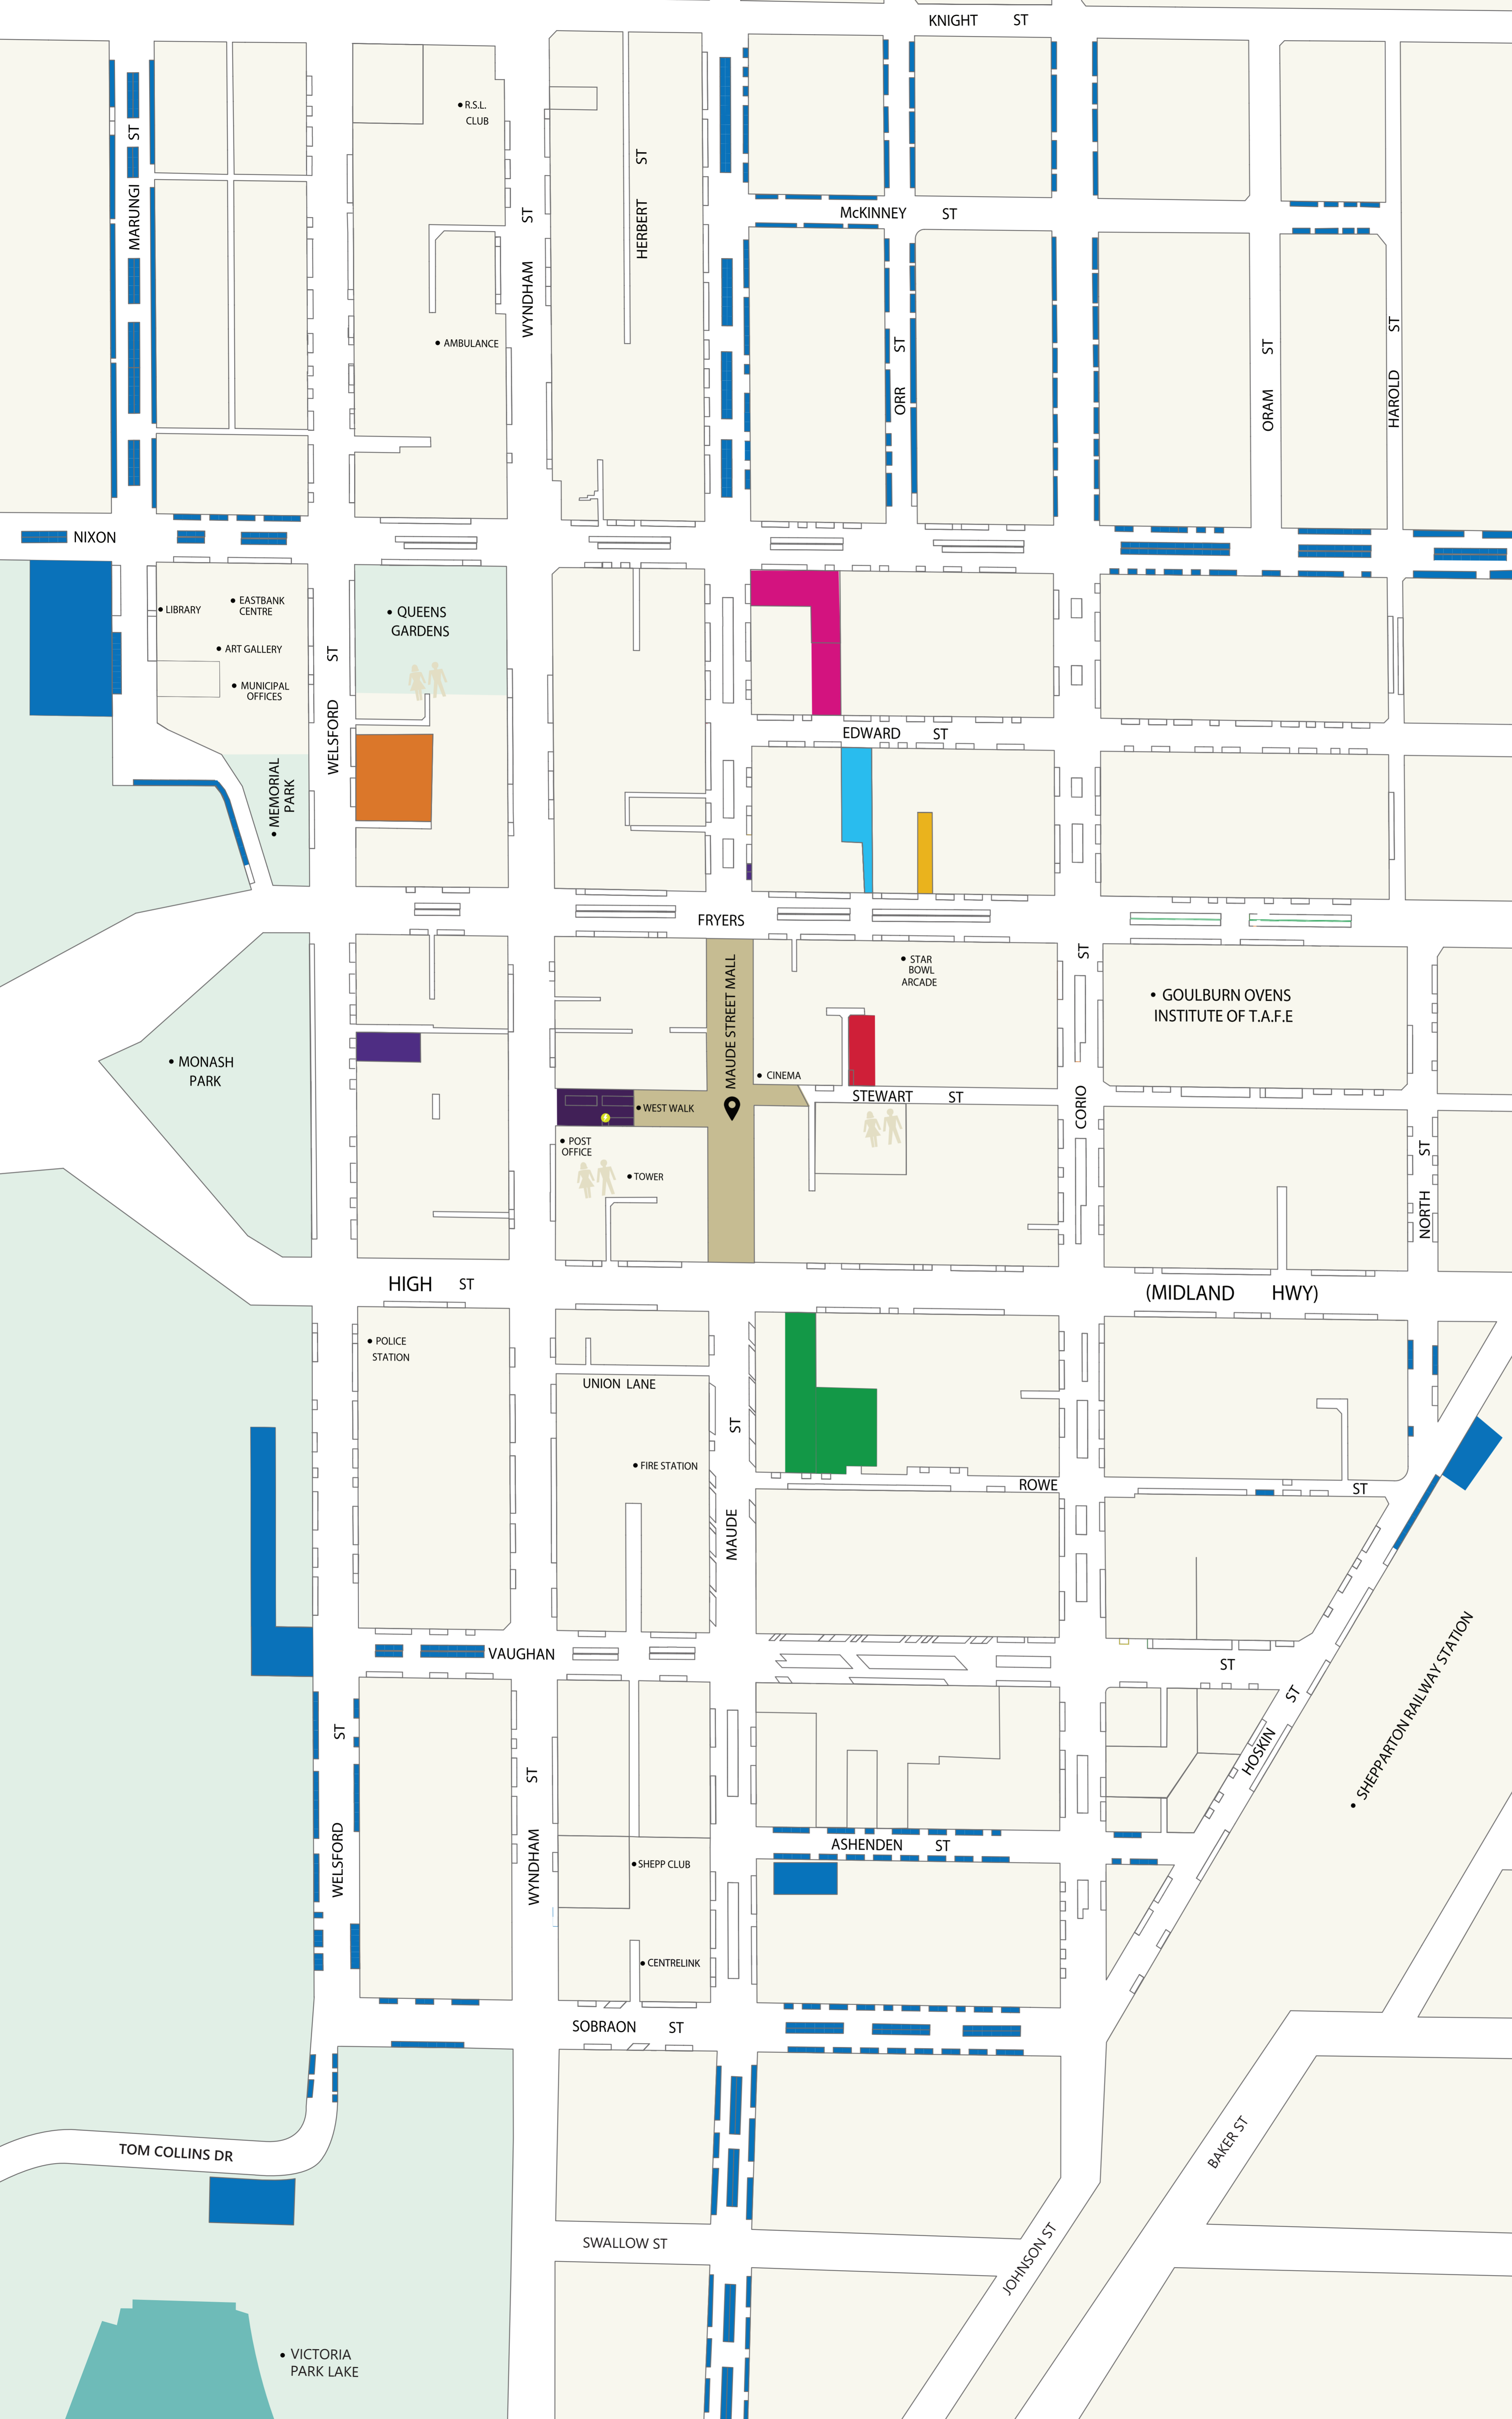 KNIGHT ST
R.S.L.
CLUB
MARUNGI ST
HERBERT ST
McKINNEY ST
WYNDHAM ST
AMBULANCE
ORR ST
ORAM ST
HAROLD ST
NIXON
LIBRARY
EASTBANK
CENTRE
ART GALLERY
MUNICIPAL
OFFICES
QUEENS
GARDENS
WELSFORD ST
EDWARD ST
MEMORIAL
PARK
FRYERS
MAUDE STREET MALL
STAR
BOWL
ARCADE
GOULBURN OVENS
INSTITUTE OF T.A.F.E
MONASH
PARK
CINEMA
STEWART ST
CORIO ST
WEST WALK
POST
OFFICE
TOWER
NORTH ST
HIGH ST
(MIDLAND HWY)
POLICE
STATION
UNION LANE
MAUDE ST
FIRE STATION
ROWE ST
VAUGHAN ST
SHEPPARTON RAILWAY STATION
HOSKIN ST
WELSFORD ST
WYNDHAM ST
ASHENDEN ST
SHEPP CLUB
CENTRELINK
SOBRAON ST
TOM COLLINS DR
BAKER ST
SWALLOW ST
JOHNSON ST
VICTORIA
PARK LAKE